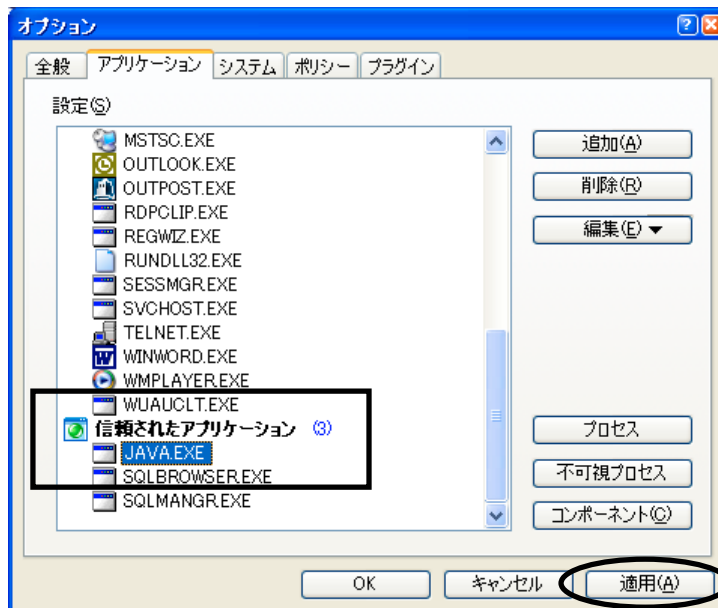 オプション
全般 アプリケーション システム ポリシー プラグイン
設定(S)
MSTSC.EXE
OUTLOOK.EXE
OUTPOST.EXE
RDPCLIP.EXE
REGWIZ.EXE
RUNDLL32.EXE
SESSMGR.EXE
SVCHOST.EXE
TELNET.EXE
WINWORD.EXE
WMPLAYER.EXE
WUAUCLT.EXE
信頼されたアプリケーション (3)
JAVA.EXE
SQLBROWSER.EXE
SQLMANGR.EXE
追加(A)
削除(R)
編集(E)▼
プロセス
不可視プロセス
コンポーネント(C)
OK キャンセル 適用(A)